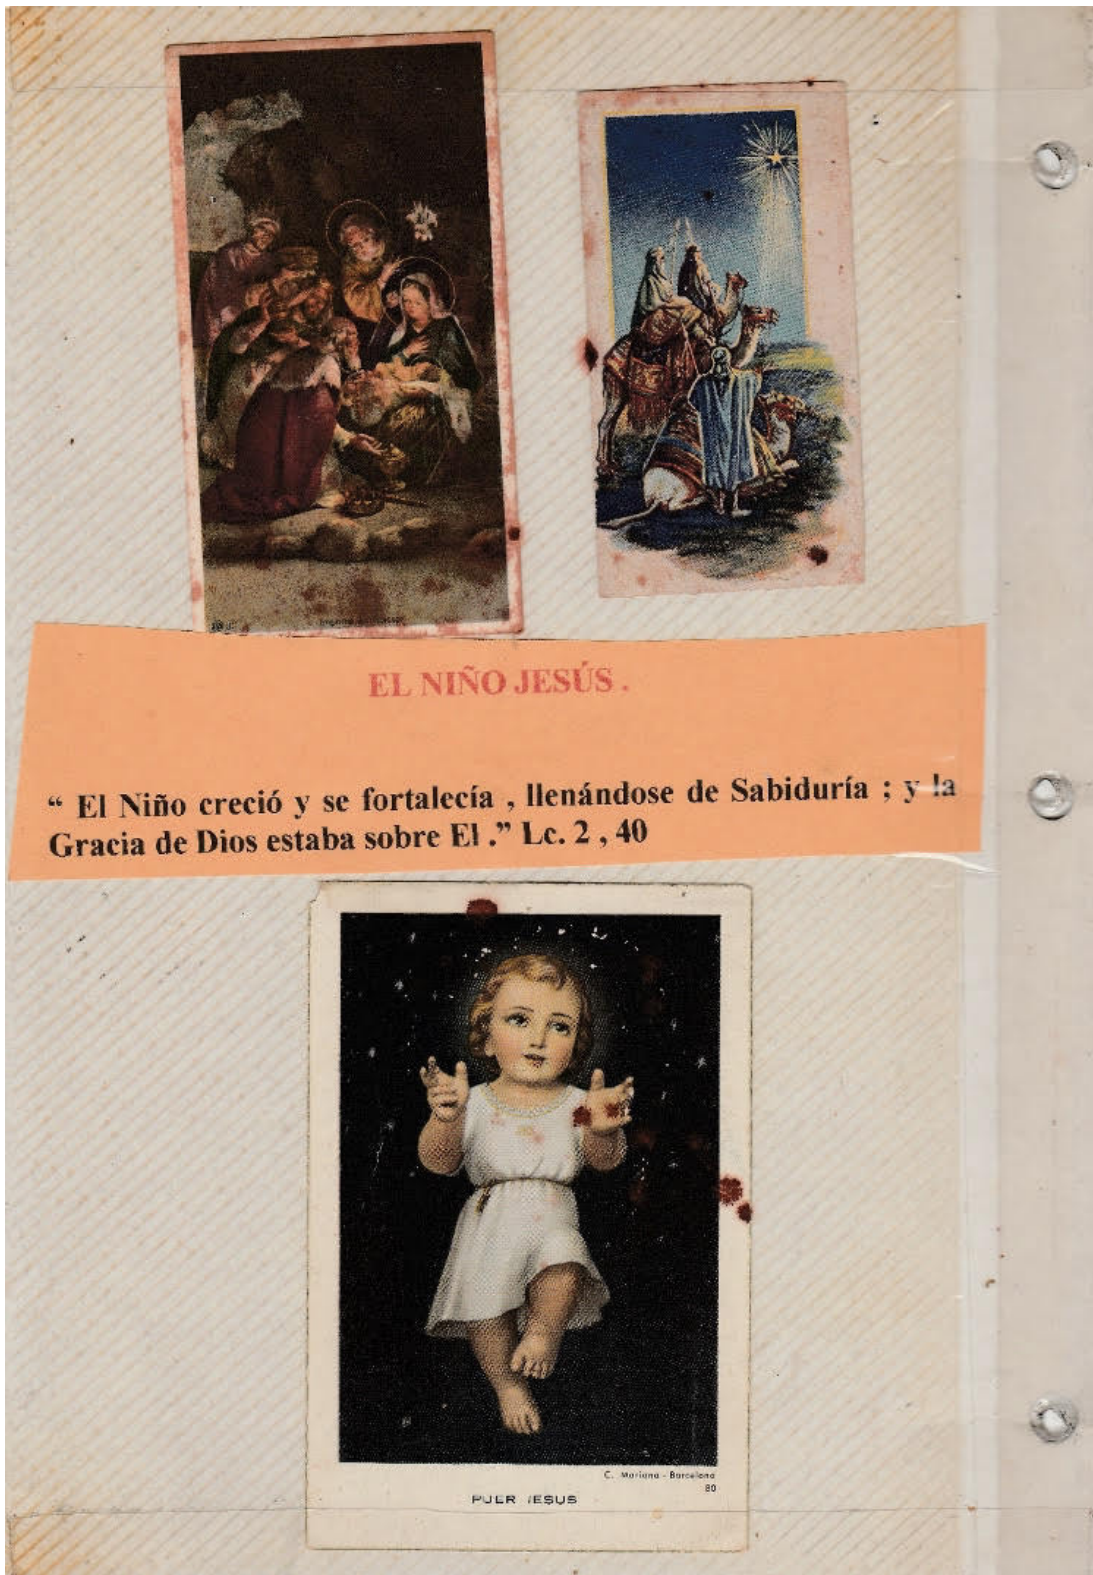 EL NIÑO JESÚS .
“ El Niño creció y se fortalecía , llenándose de Sabiduría ; y la
Gracia de Dios estaba sobre El .” Lc. 2 , 40
C. Mariana - Barcelona
80
PUER IESUS